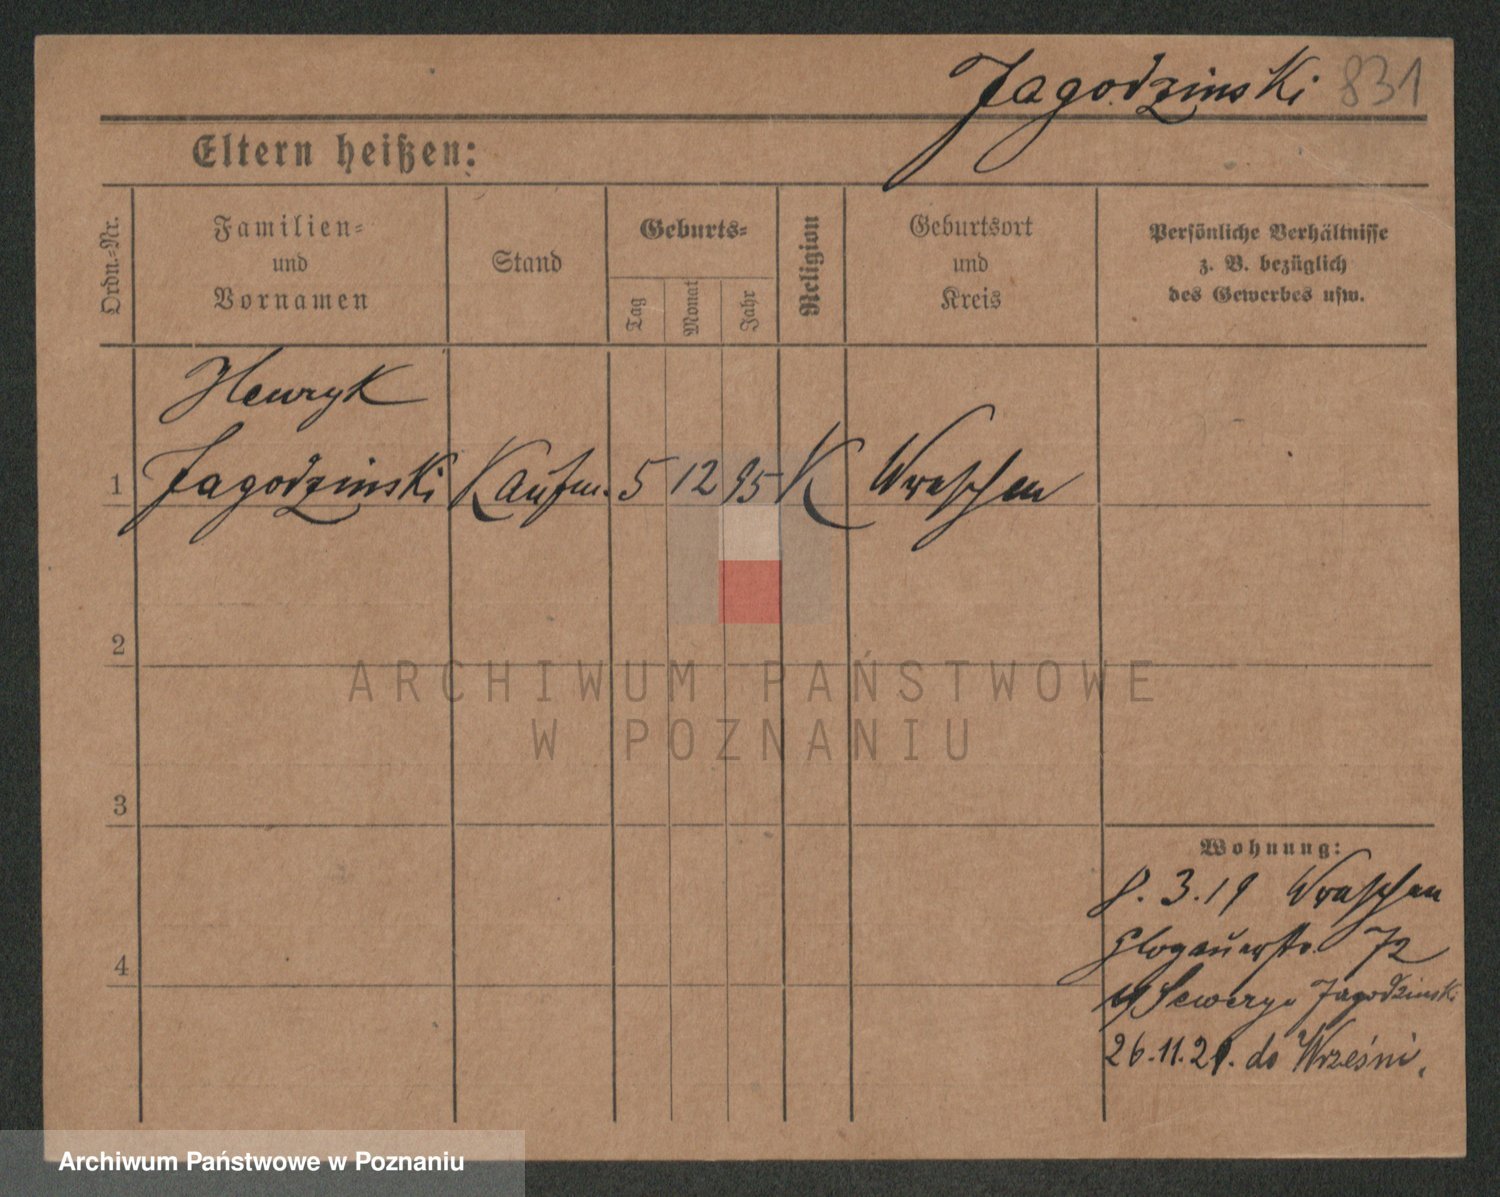 Jagodzinski 831
Eltern heißen:
Ordn.-Nr.
Familien-
und
Vornamen
Stand
Geburts-
Tag
Monat
Jahr
Religion
Geburtsort
und
Kreis
Persönliche Verhältnisse
z. B. bezüglich
des Gewerbes usw.
Henryk
1 Jagodzinski Kaufm. 5 12 95 K Wreschen
2
ARCHIWUM PAŃSTWOWE
W POZNANIU
3
Wohnung:
8.3.19 Wreschen
Glogauerstr. 72
Seweryn Jagodzinski
4
26.11.21. do Wrześni.
Archiwum Państwowe w Poznaniu